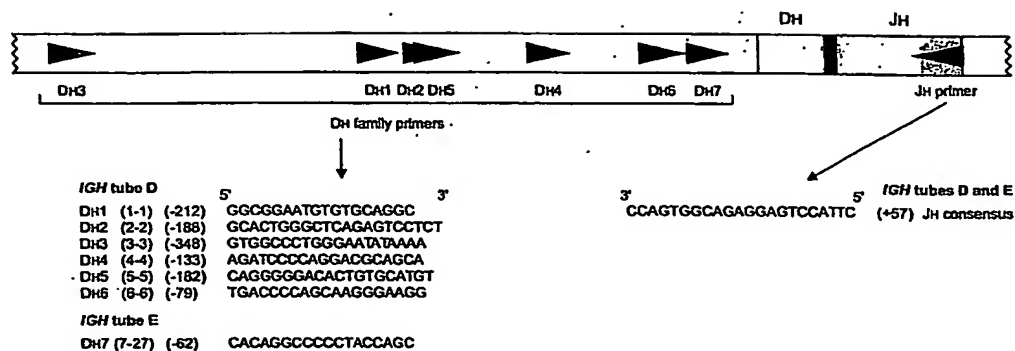 DH JH
DH3 DH1 DH2 DH5 DH4 DH6 DH7 JH primer
DH family primers
IGH tube D 5' 3' 3' 5' IGH tubes D and E
DH1 (1-1) (-212) GGCGGAATGTGTGCAGGC CCAGTGGCAGAGGAGTCCATTC (+57) JH consensus
DH2 (2-2) (-188) GCACTGGGCTCAGAGTCCTCT
DH3 (3-3) (-348) GTGGCCCTGGGAATATAAAA
DH4 (4-4) (-133) AGATCCCCAGGACGCAGCA
DH5 (5-5) (-182) CAGGGGGACACTGTGCATGT
DH6 (6-6) (-79) TGACCCCAGCAAGGGAAGG
IGH tube E
DH7 (7-27) (-62) CACAGGCCCCCTACCAGC